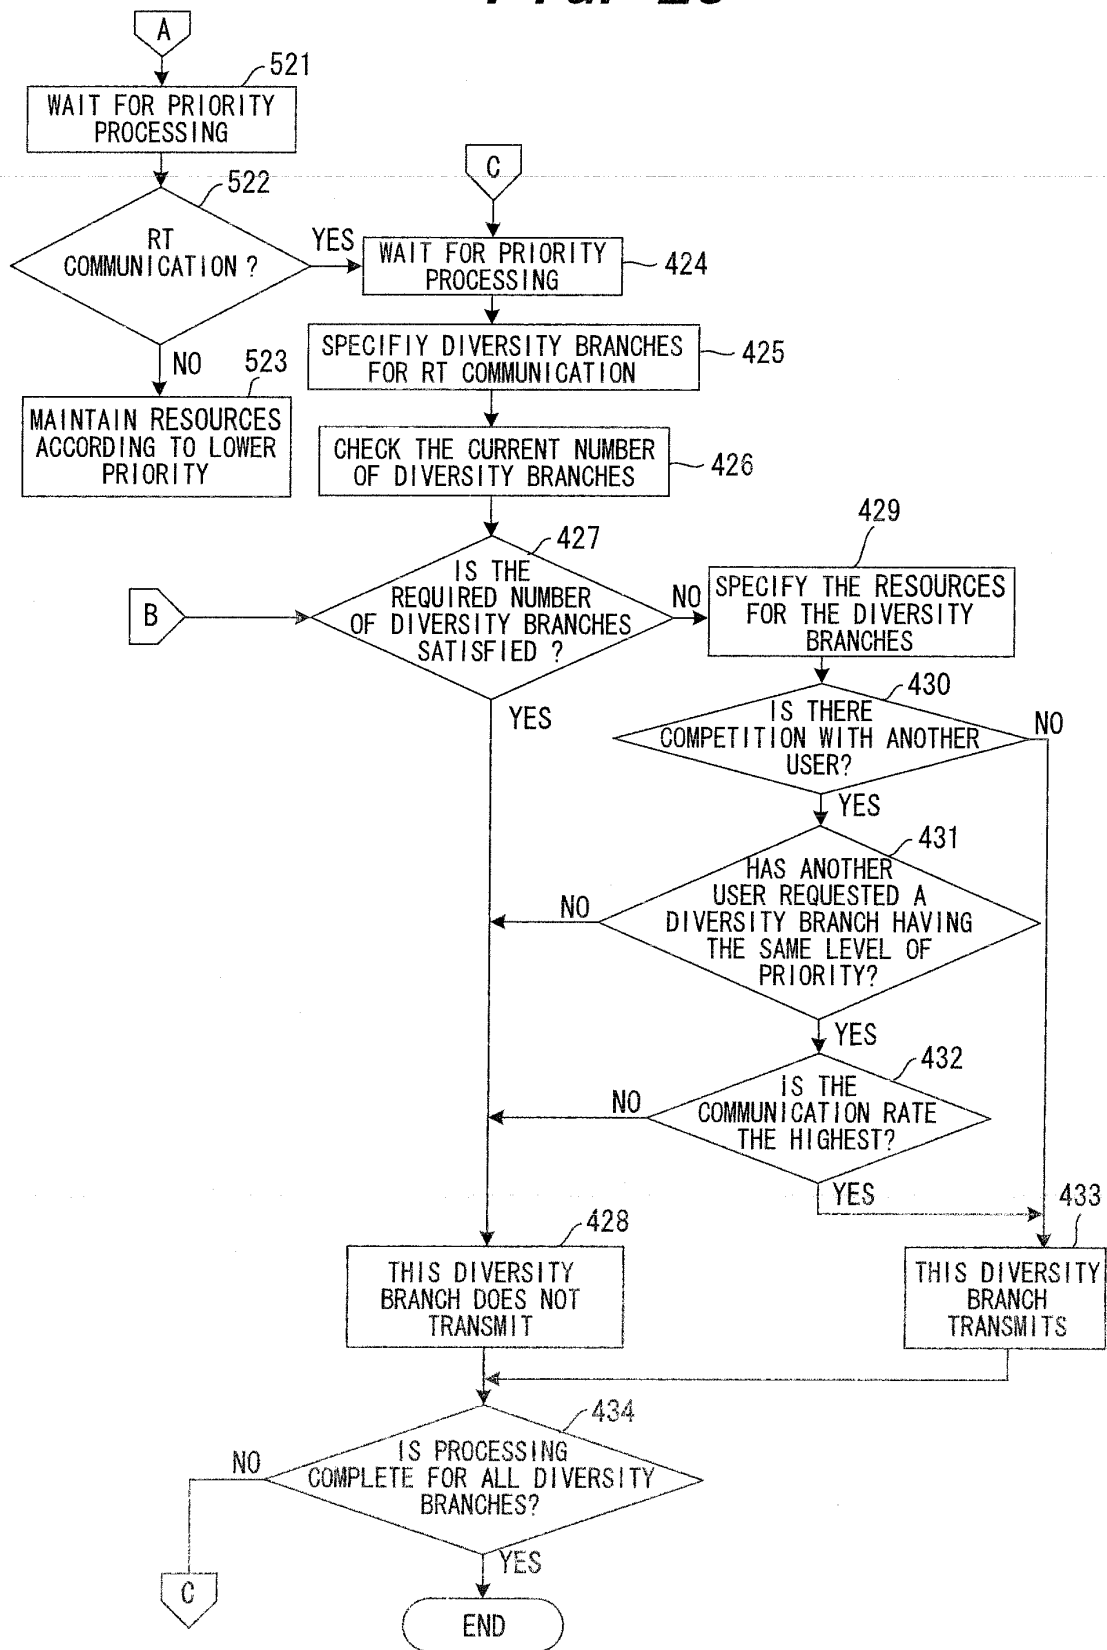 A
521
WAIT FOR PRIORITY
PROCESSING
522
RT
COMMUNICATION ?
YES
NO
523
MAINTAIN RESOURCES
ACCORDING TO LOWER
PRIORITY
C
WAIT FOR PRIORITY
PROCESSING
424
SPECIFIY DIVERSITY BRANCHES
FOR RT COMMUNICATION
425
CHECK THE CURRENT NUMBER
OF DIVERSITY BRANCHES
426
427
B
IS THE
REQUIRED NUMBER
OF DIVERSITY BRANCHES
SATISFIED ?
NO
YES
429
SPECIFY THE RESOURCES
FOR THE DIVERSITY
BRANCHES
430
IS THERE
COMPETITION WITH ANOTHER
USER?
NO
YES
431
HAS ANOTHER
USER REQUESTED A
DIVERSITY BRANCH HAVING
THE SAME LEVEL OF
PRIORITY?
NO
YES
432
IS THE
COMMUNICATION RATE
THE HIGHEST?
NO
YES
428
THIS DIVERSITY
BRANCH DOES NOT
TRANSMIT
433
THIS DIVERSITY
BRANCH
TRANSMITS
434
IS PROCESSING
COMPLETE FOR ALL DIVERSITY
BRANCHES?
NO
YES
C
END